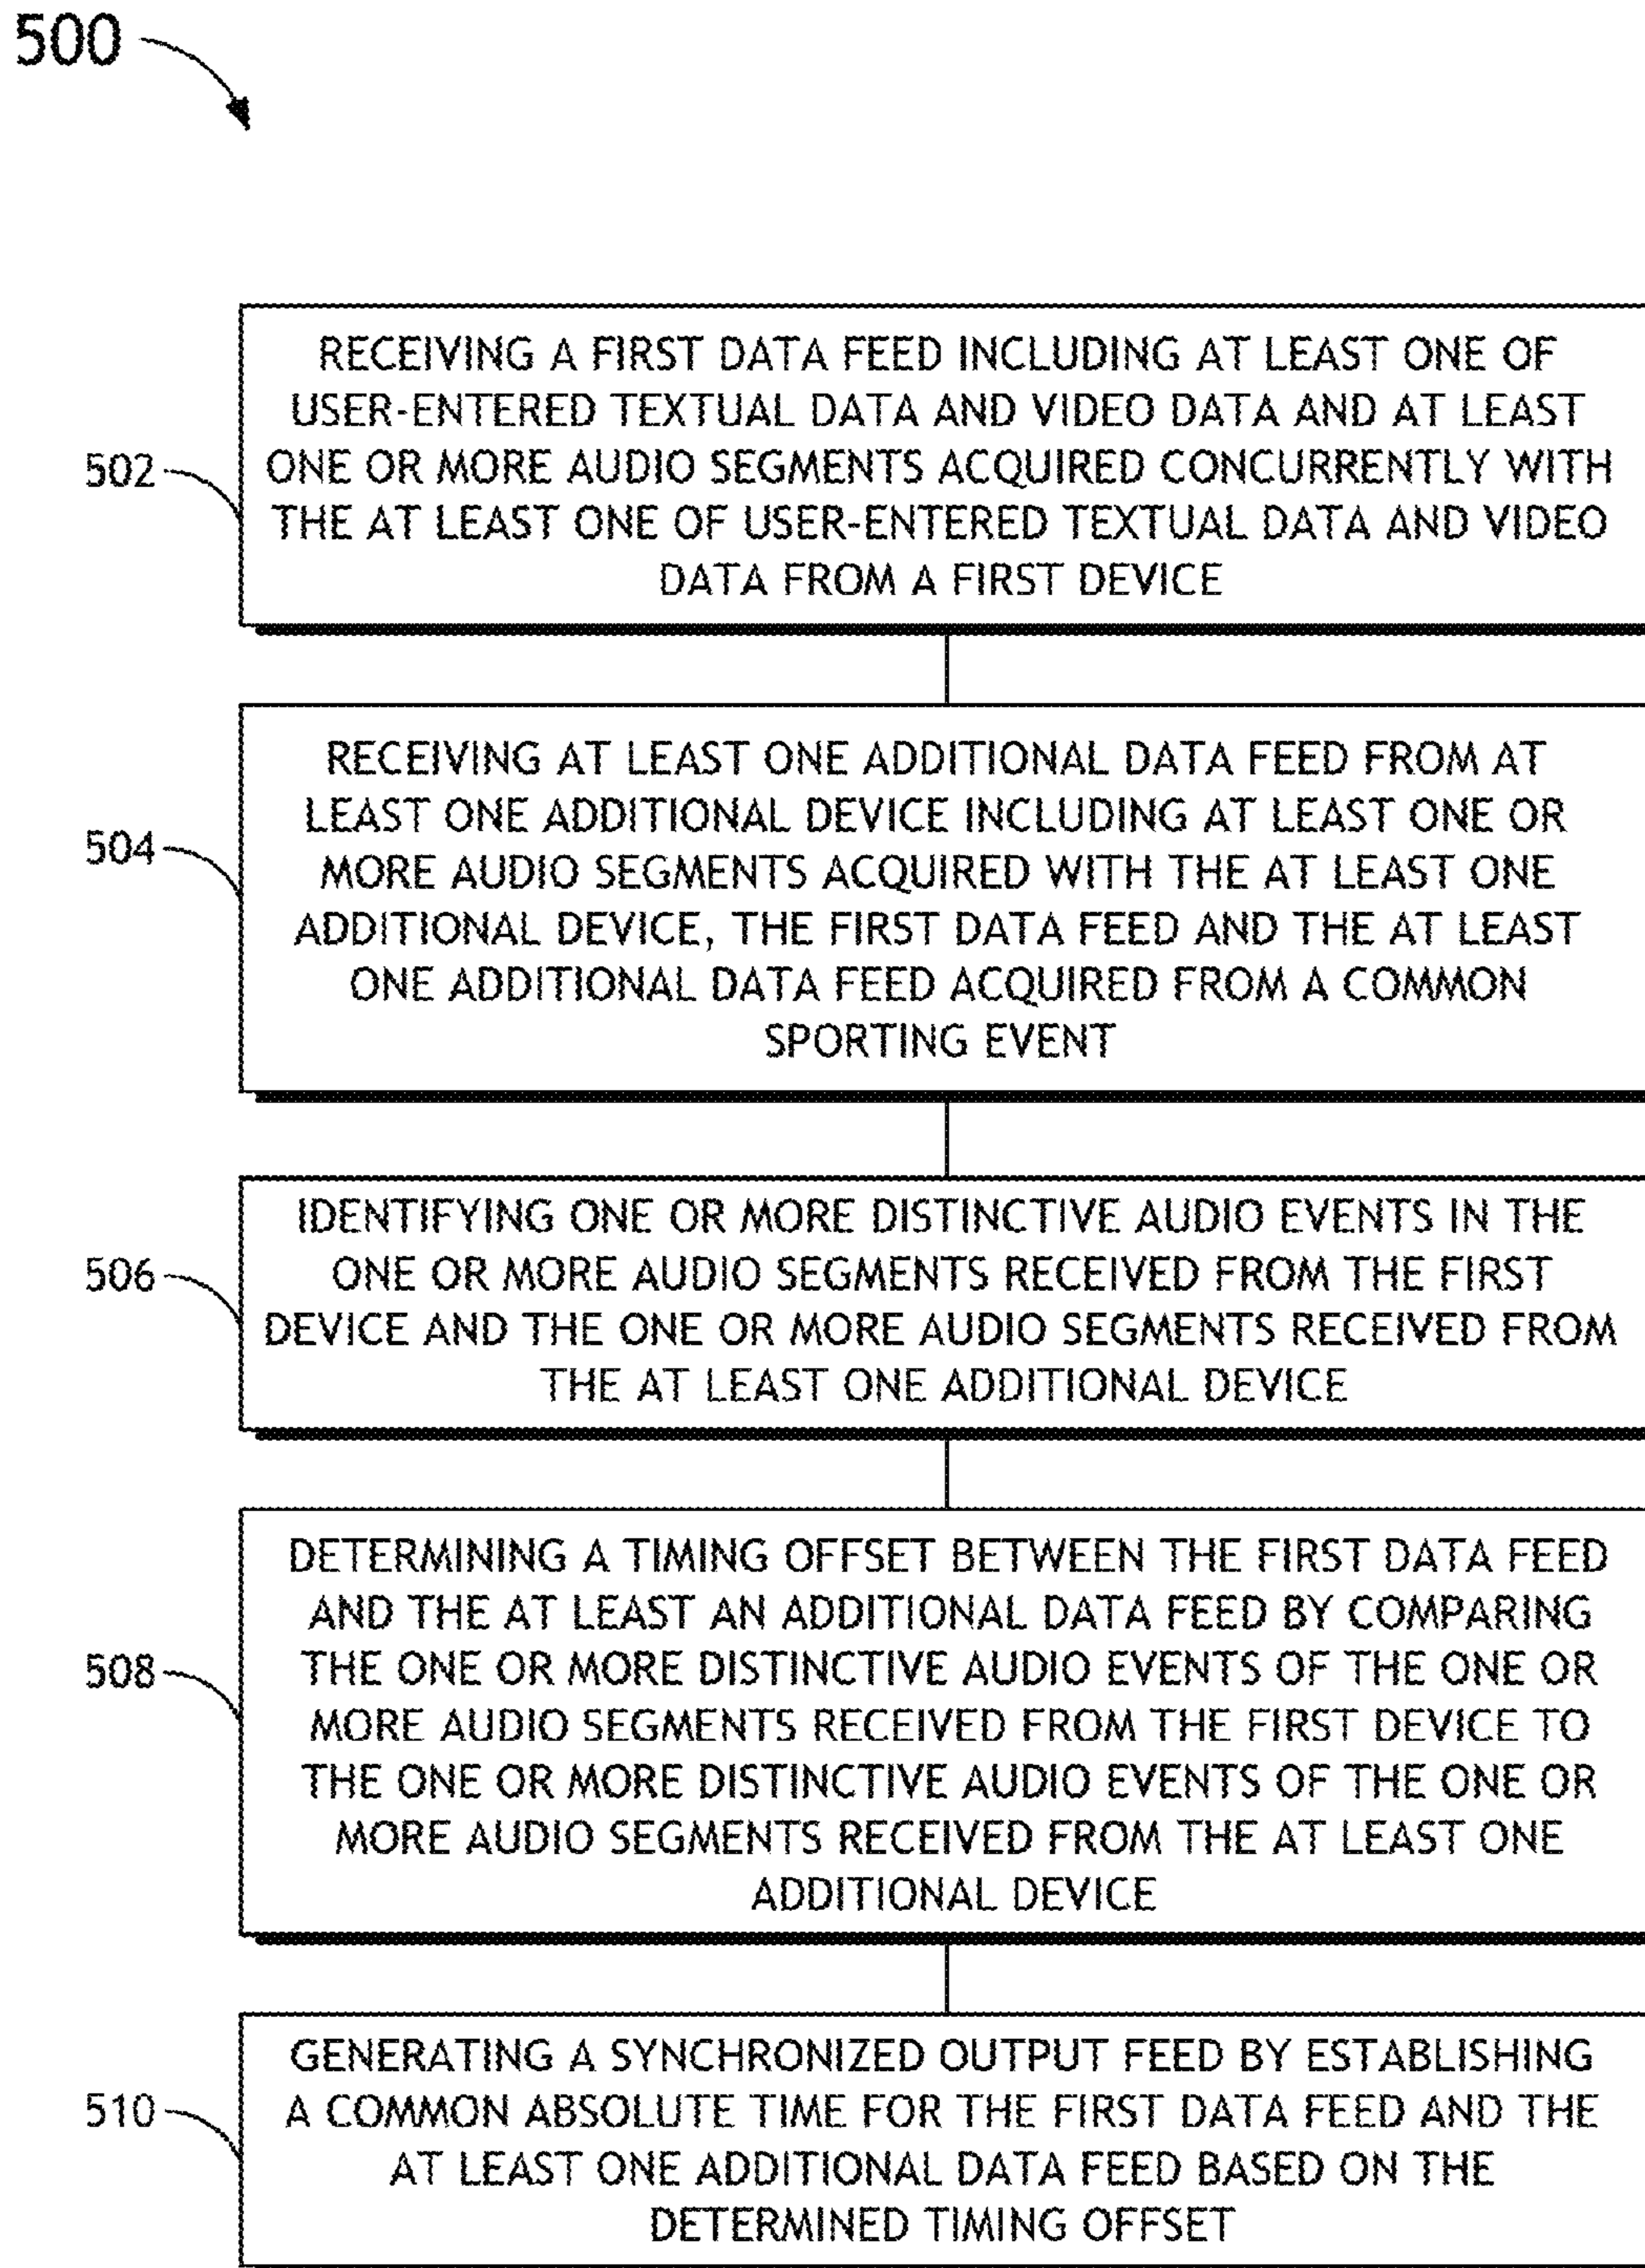 500
RECEIVING A FIRST DATA FEED INCLUDING AT LEAST ONE OF
USER-ENTERED TEXTUAL DATA AND VIDEO DATA AND AT LEAST
502
ONE OR MORE AUDIO SEGMENTS ACQUIRED CONCURRENTLY WITH
THE AT LEAST ONE OF USER-ENTERED TEXTUAL DATA AND VIDEO
DATA FROM A FIRST DEVICE
RECEIVING AT LEAST ONE ADDITIONAL DATA FEED FROM AT
LEAST ONE ADDITIONAL DEVICE INCLUDING AT LEAST ONE OR
504
MORE AUDIO SEGMENTS ACQUIRED WITH THE AT LEAST ONE
ADDITIONAL DEVICE, THE FIRST DATA FEED AND THE AT LEAST
ONE ADDITIONAL DATA FEED ACQUIRED FROM A COMMON
SPORTING EVENT
IDENTIFYING ONE OR MORE DISTINCTIVE AUDIO EVENTS IN THE
506
ONE OR MORE AUDIO SEGMENTS RECEIVED FROM THE FIRST
DEVICE AND THE ONE OR MORE AUDIO SEGMENTS RECEIVED FROM
THE AT LEAST ONE ADDITIONAL DEVICE
DETERMINING A TIMING OFFSET BETWEEN THE FIRST DATA FEED
AND THE AT LEAST AN ADDITIONAL DATA FEED BY COMPARING
508
THE ONE OR MORE DISTINCTIVE AUDIO EVENTS OF THE ONE OR
MORE AUDIO SEGMENTS RECEIVED FROM THE FIRST DEVICE TO
THE ONE OR MORE DISTINCTIVE AUDIO EVENTS OF THE ONE OR
MORE AUDIO SEGMENTS RECEIVED FROM THE AT LEAST ONE
ADDITIONAL DEVICE
GENERATING A SYNCHRONIZED OUTPUT FEED BY ESTABLISHING
510
A COMMON ABSOLUTE TIME FOR THE FIRST DATA FEED AND THE
AT LEAST ONE ADDITIONAL DATA FEED BASED ON THE
DETERMINED TIMING OFFSET